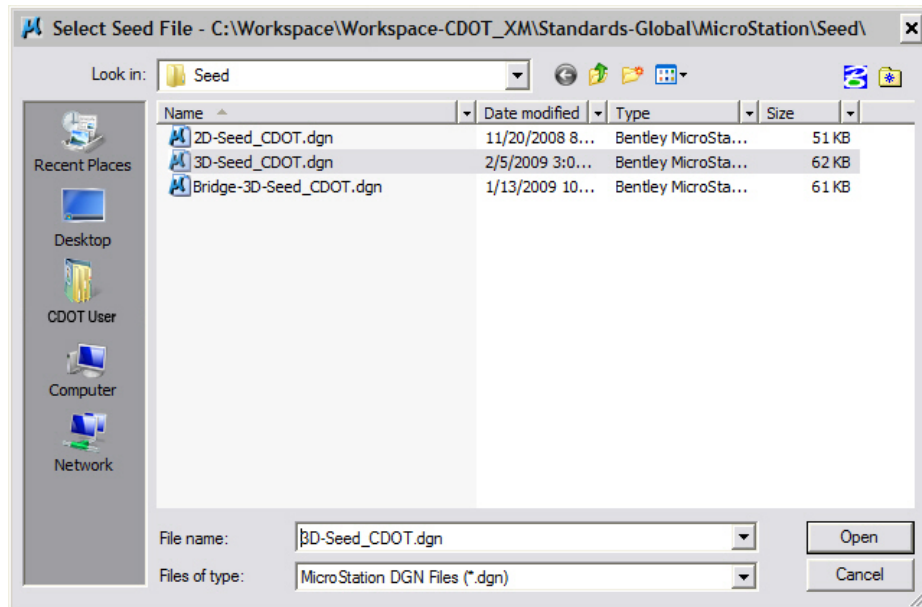 Select Seed File - C:\Workspace\Workspace-CDOT_XM\Standards-Global\MicroStation\Seed\
Look in: Seed
Name Date modified Type Size
2D-Seed_CDOT.dgn 11/20/2008 8... Bentley MicroSta... 51 KB
3D-Seed_CDOT.dgn 2/5/2009 3:0... Bentley MicroSta... 62 KB
Bridge-3D-Seed_CDOT.dgn 1/13/2009 10... Bentley MicroSta... 61 KB
Recent Places
Desktop
CDOT User
Computer
Network
File name: 3D-Seed_CDOT.dgn Open
Files of type: MicroStation DGN Files (*.dgn) Cancel